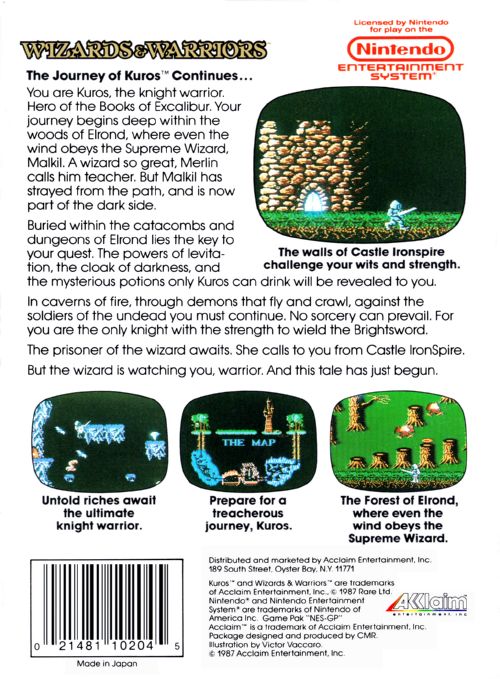 Licensed by Nintendo
for play on the
Nintendo
ENTERTAINMENT
SYSTEM®
WIZARDS & WARRIORS™
The Journey of Kuros™ Continues...
You are Kuros, the knight warrior.
Hero of the Books of Excalibur. Your
journey begins deep within the
woods of Elrond, where even the
wind obeys the Supreme Wizard,
Malkil. A wizard so great, Merlin
calls him teacher. But Malkil has
strayed from the path, and is now
part of the dark side.
Buried within the catacombs and
dungeons of Elrond lies the key to
your quest. The powers of levita-
tion, the cloak of darkness, and
the mysterious potions only Kuros can drink will be revealed to you.
The walls of Castle Ironspire
challenge your wits and strength.
In caverns of fire, through demons that fly and crawl, against the
soldiers of the undead you must continue. No sorcery can prevail. For
you are the only knight with the strength to wield the Brightsword.
The prisoner of the wizard awaits. She calls to you from Castle IronSpire.
But the wizard is watching you, warrior. And this tale has just begun.
THE MAP
Untold riches await
the ultimate
knight warrior.
Prepare for a
treacherous
journey, Kuros.
The Forest of Elrond,
where even the
wind obeys the
Supreme Wizard.
Distributed and marketed by Acclaim Entertainment, Inc.
189 South Street, Oyster Bay, N.Y. 11771
Kuros™ and Wizards & Warriors™ are trademarks
of Acclaim Entertainment, Inc., © 1987 Rare Ltd.
Nintendo® and Nintendo Entertainment
System® are trademarks of Nintendo of
America Inc. Game Pak "NES-GP"
Acclaim™ is a trademark of Acclaim Entertainment, Inc.
Package designed and produced by CMR.
Illustration by Victor Vaccaro.
© 1987 Acclaim Entertainment, Inc.
AKklaim
entertainment, inc.
0 21481 10204 5
Made in Japan